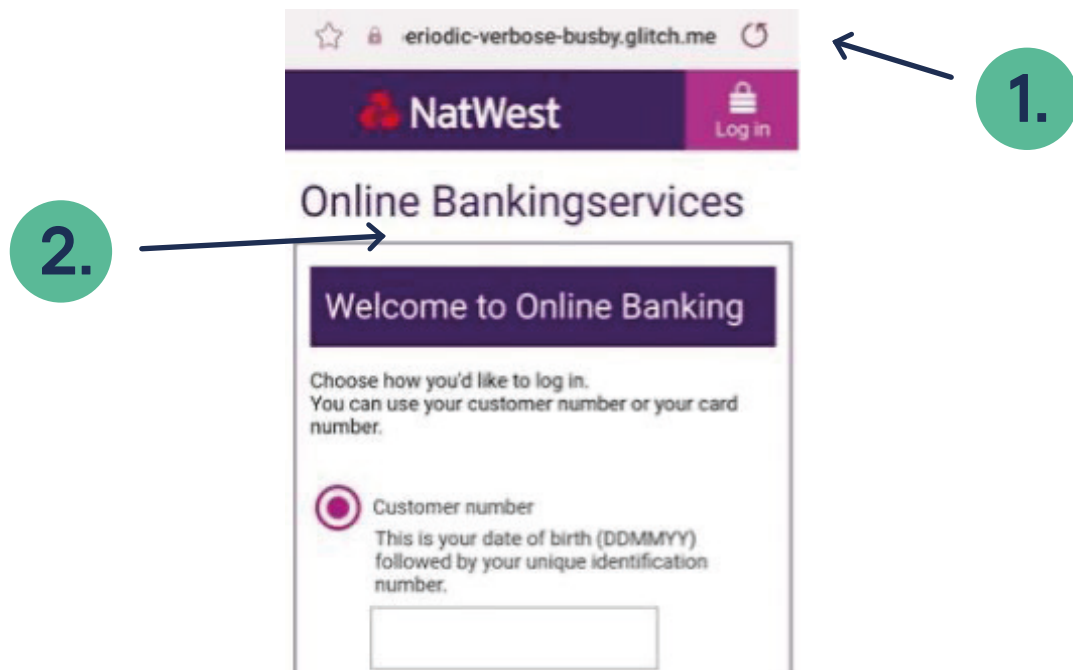 eriodic-verbose-busby.glitch.me
1.
NatWest
Log in
Online Bankingservices
2.
Welcome to Online Banking
Choose how you'd like to log in.
You can use your customer number or your card
number.
Customer number
This is your date of birth (DDMMYY)
followed by your unique identification
number.